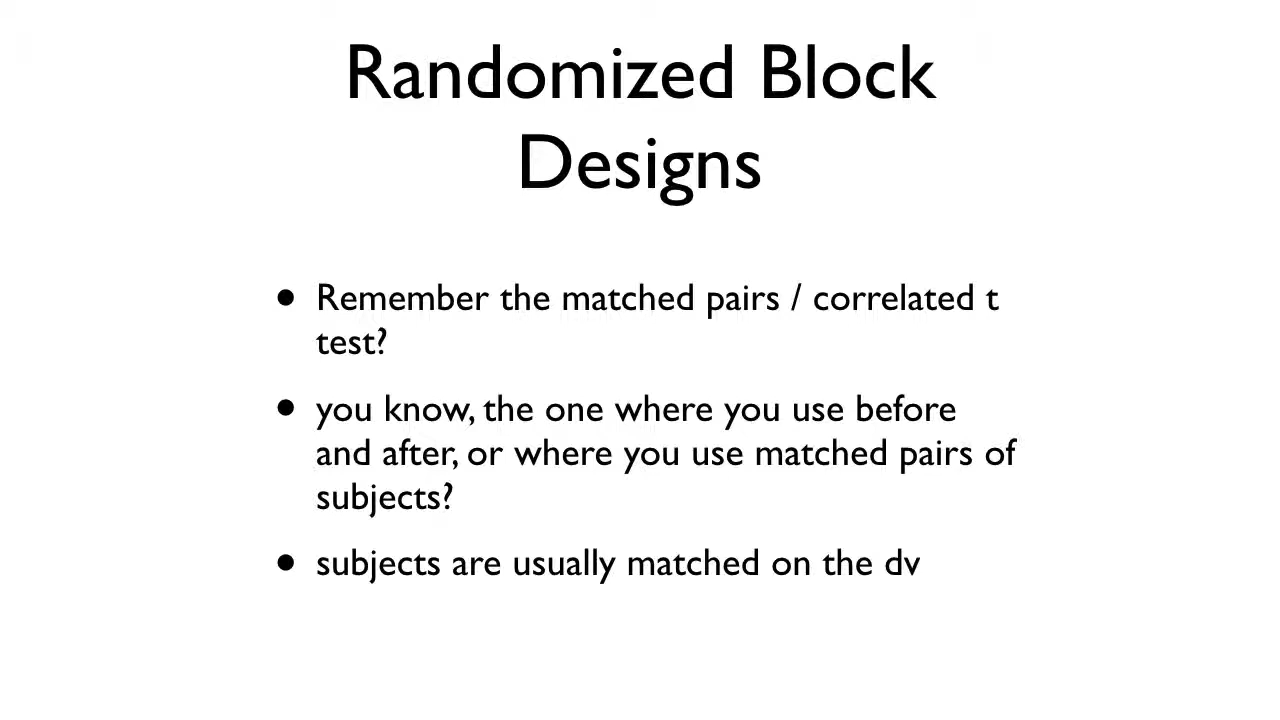 Randomized Block
Designs
• Remember the matched pairs / correlated t
test?
• you know, the one where you use before
and after, or where you use matched pairs of
subjects?
• subjects are usually matched on the dv